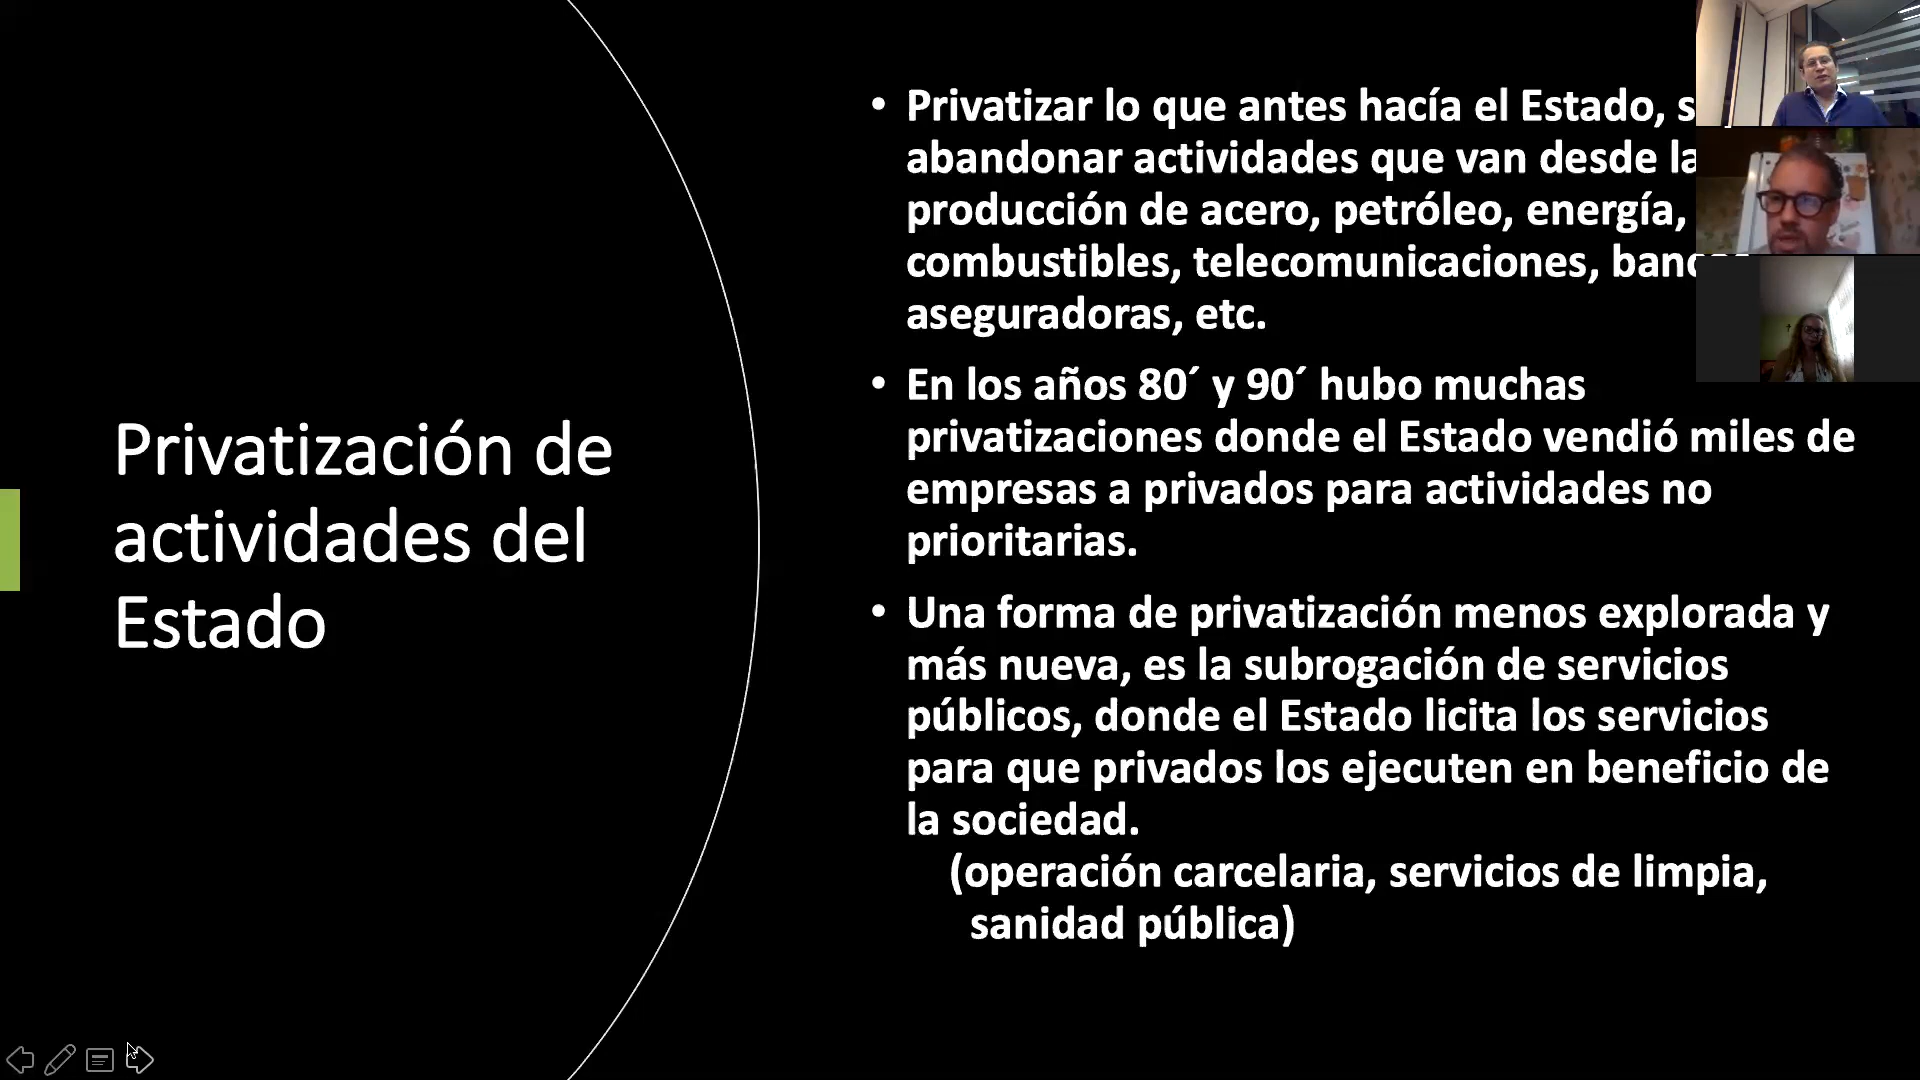 Privatización de
actividades del
Estado
• Privatizar lo que antes hacía el Estado,
abandonar actividades que van desde la
producción de acero, petróleo, energía,
combustibles, telecomunicaciones,
aseguradoras, etc.
• En los años 80´ y 90´ hubo muchas
privatizaciones donde el Estado vendió miles de
empresas a privados para actividades no
prioritarias.
• Una forma de privatización menos explorada y
más nueva, es la subrogación de servicios
públicos, donde el Estado licita los servicios
para que privados los ejecuten en beneficio de
la sociedad.
(operación carcelaria, servicios de limpia,
sanidad pública)